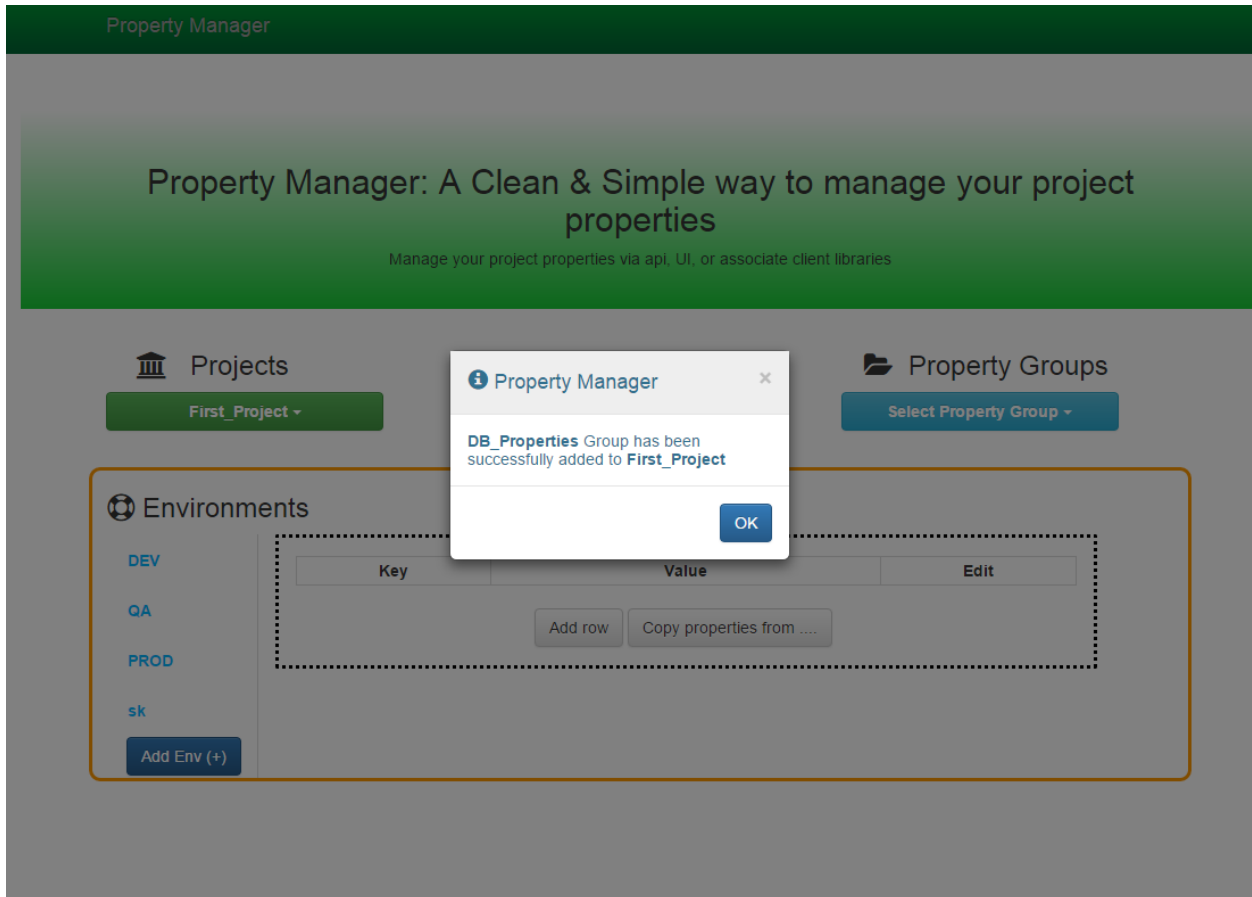 Property Manager
Property Manager: A Clean & Simple way to manage your project
properties
Manage your project properties via api, UI, or associate client libraries
Projects
First_Project
Property Groups
Select Property Group
Property Manager ×
DB_Properties Group has been
successfully added to First_Project
OK
Environments
DEV
QA
PROD
sk
Add Env (+)
Key Value Edit
Add row Copy properties from ....